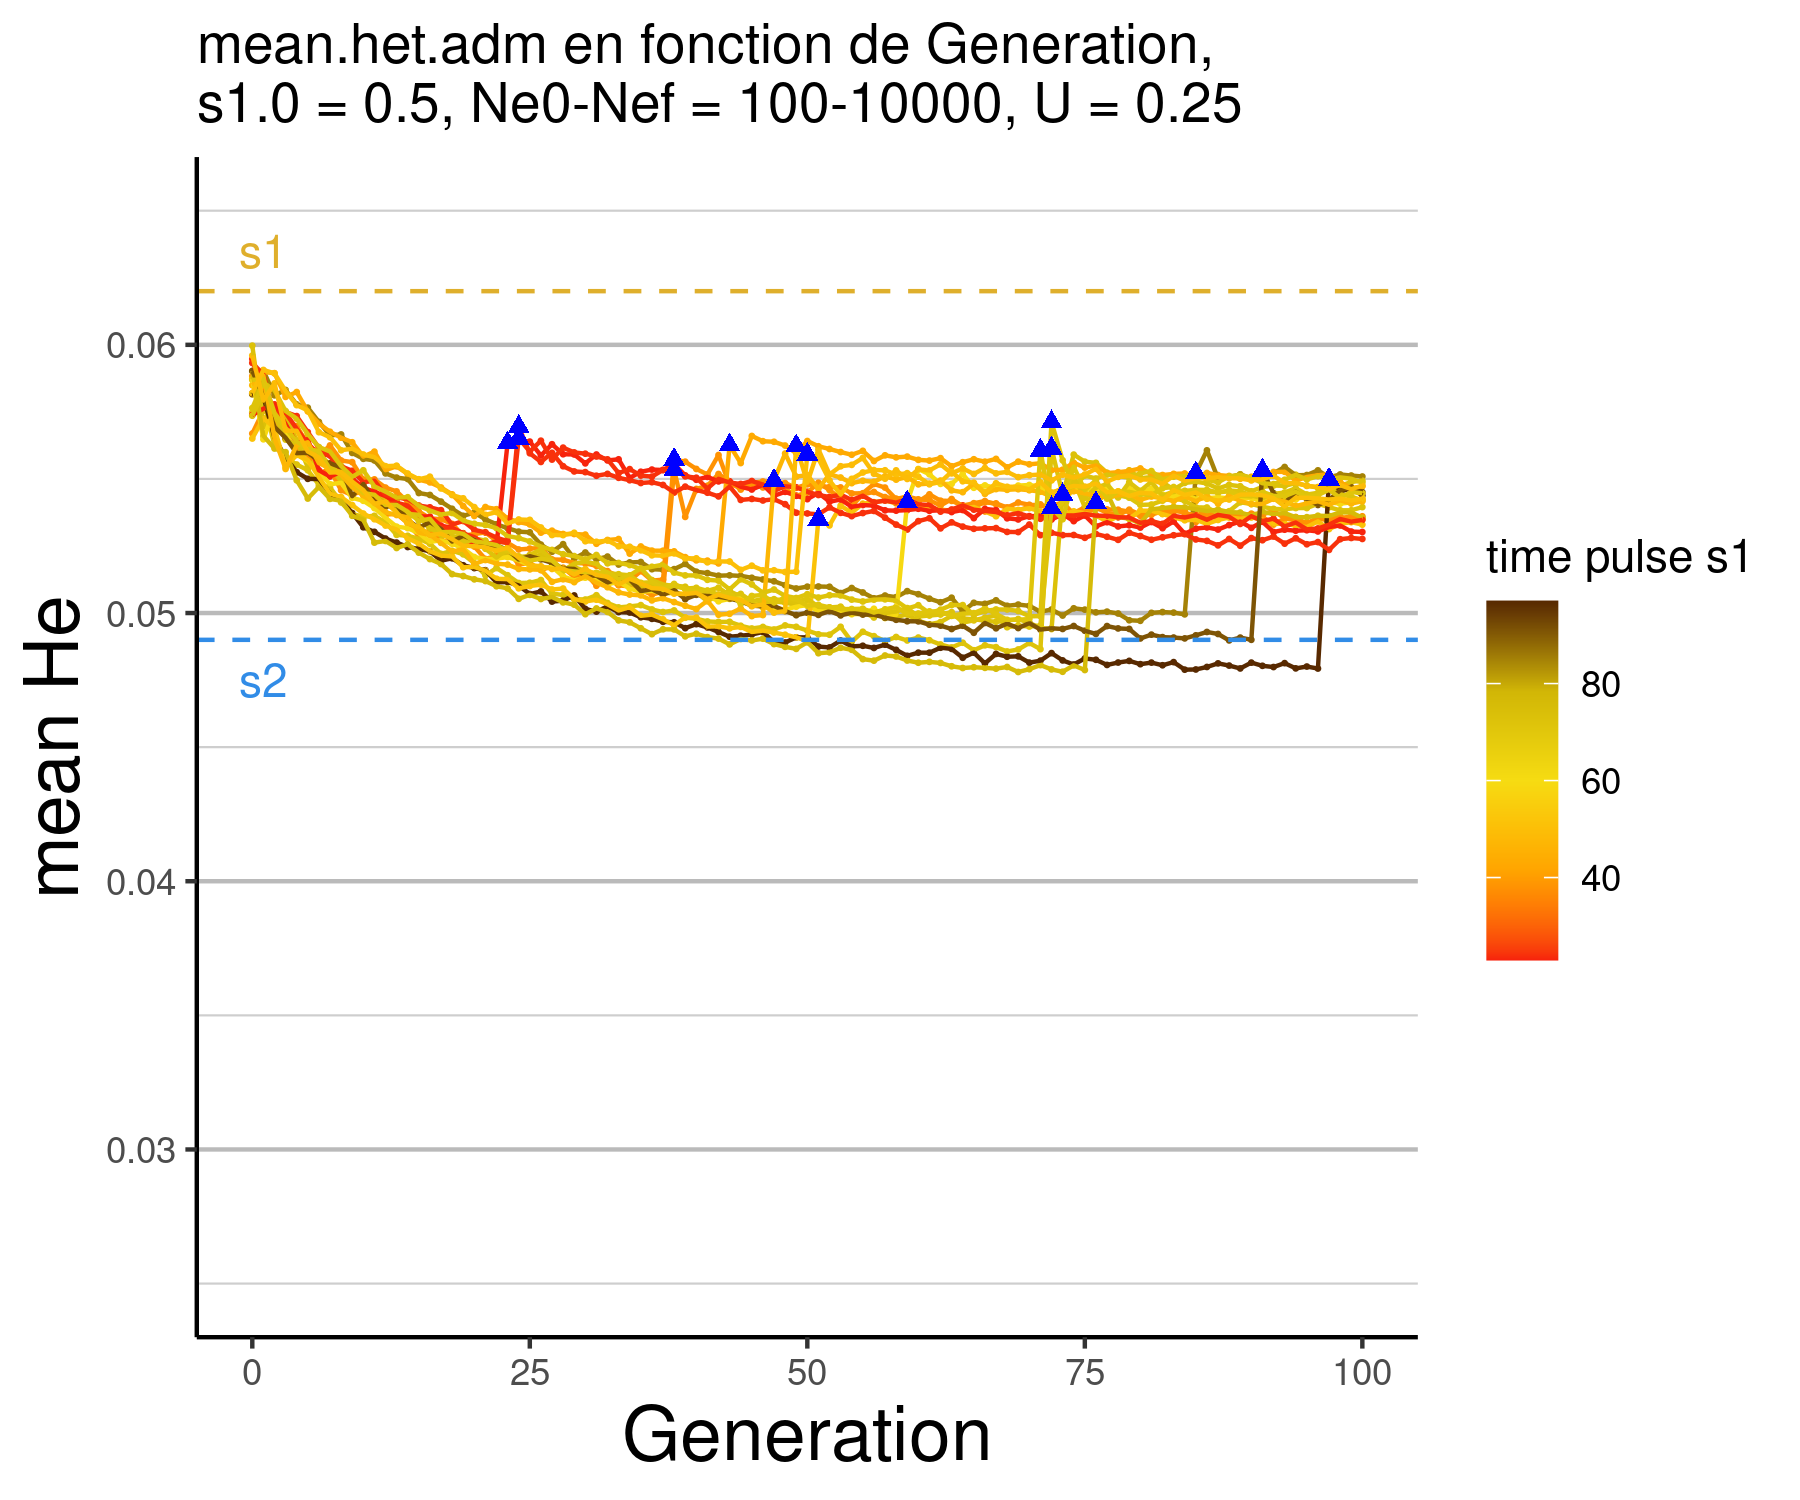 mean.het.adm en fonction de Generation,
s1.0 = 0.5, Ne0-Nef = 100-10000, U = 0.25
s1
0.06
0.05
s2
0.04
0.03
mean He
0
25
50
75
100
Generation
time pulse s1
80
60
40